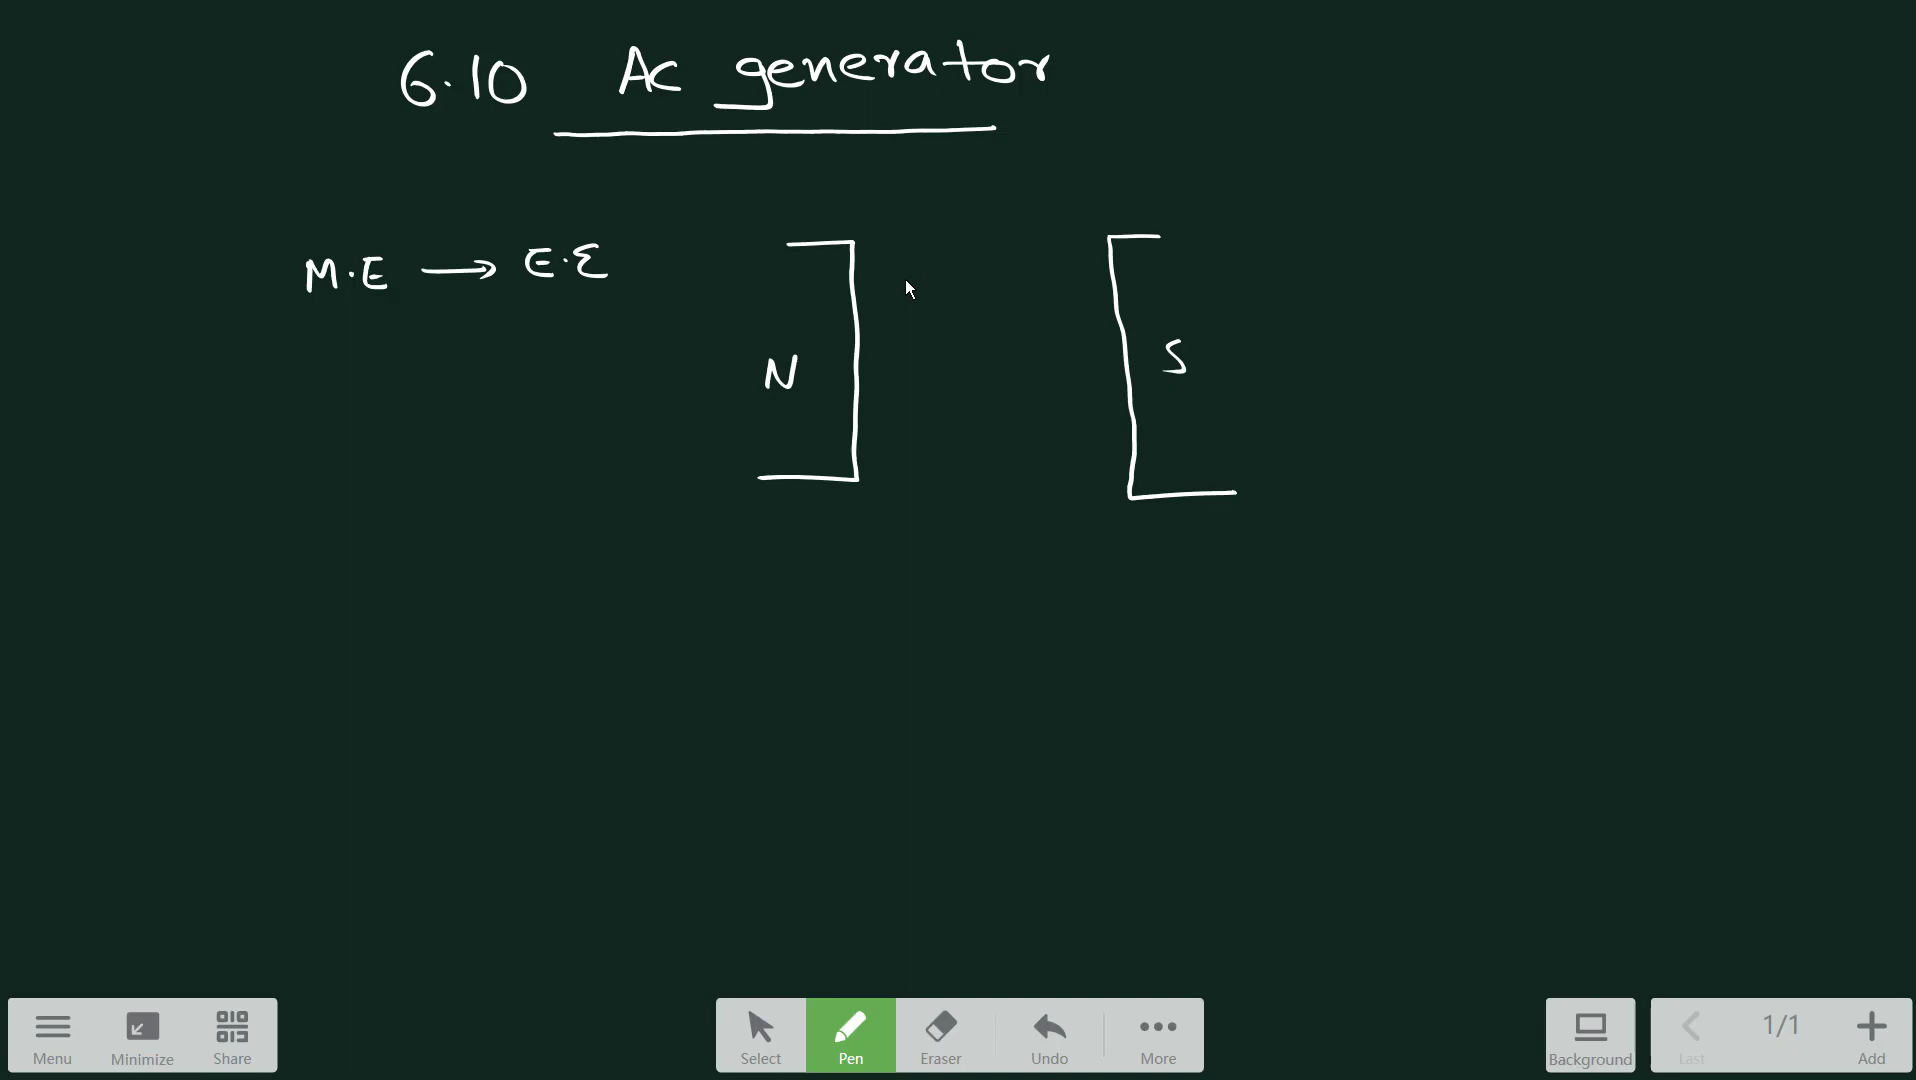 6.10 Ac generator
M.E → E.E
N
S
Menu Minimize Share Select Pen Eraser Undo More Background Last 1/1 Add